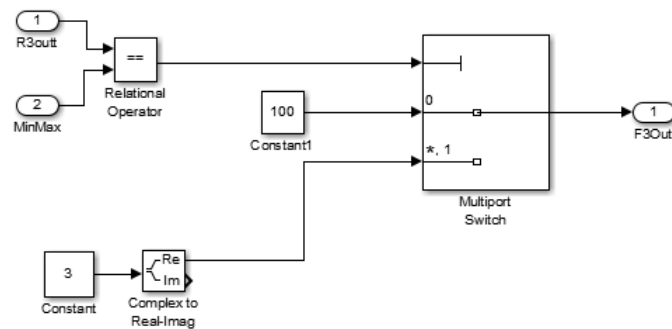 1
R3outt
2
MinMax
==
Relational
Operator
100
Constant1
0
*, 1
Multiport
Switch
1
F3Out
3
Constant
Re
Im
Complex to
Real-Imag